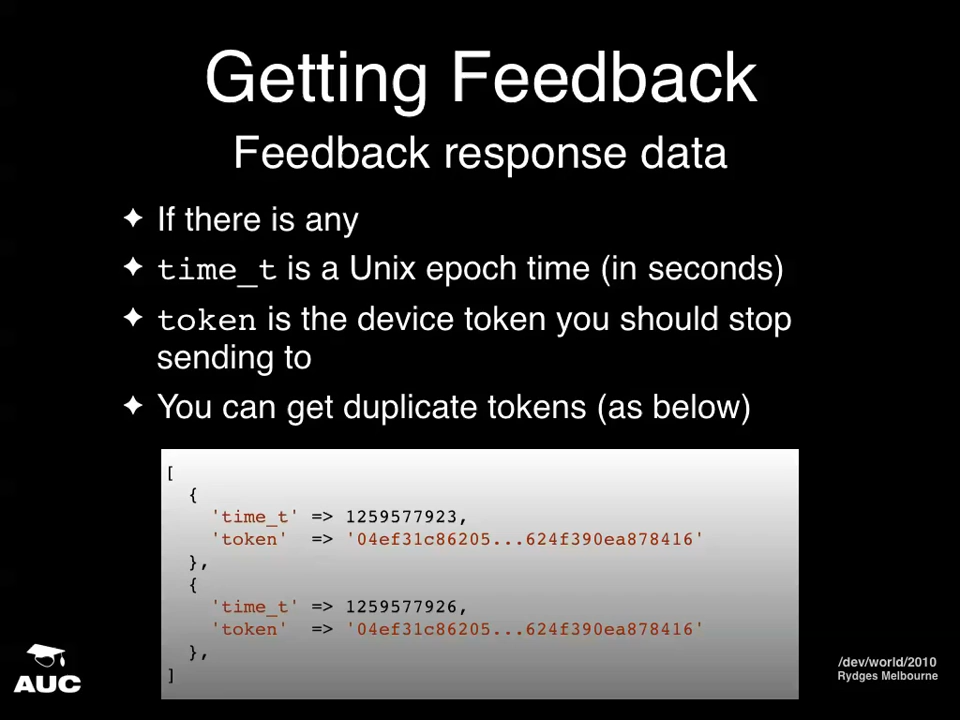 Getting Feedback
Feedback response data
✦ If there is any
✦ time_t is a Unix epoch time (in seconds)
✦ token is the device token you should stop
sending to
✦ You can get duplicate tokens (as below)
[
  {
    'time_t' => 1259577923,
    'token'  => '04ef31c86205...624f390ea878416'
  },
  {
    'time_t' => 1259577926,
    'token'  => '04ef31c86205...624f390ea878416'
  },
]
AUC
/dev/world/2010
Rydges Melbourne